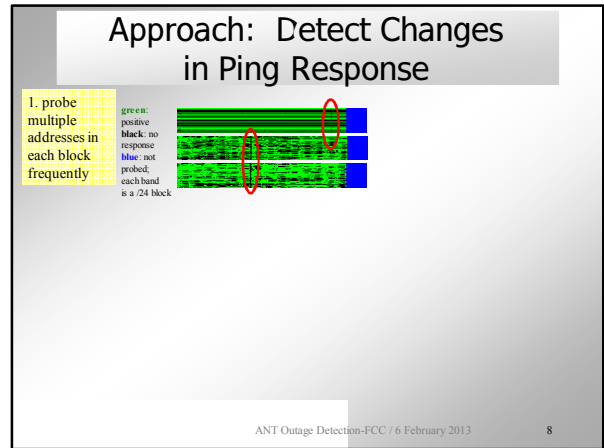 Approach: Detect Changes
in Ping Response
1. probe
multiple
addresses in
each block
frequently
green:
positive
black: no
response
blue: not
probed;
each band
is a /24 block
ANT Outage Detection-FCC / 6 February 2013
8